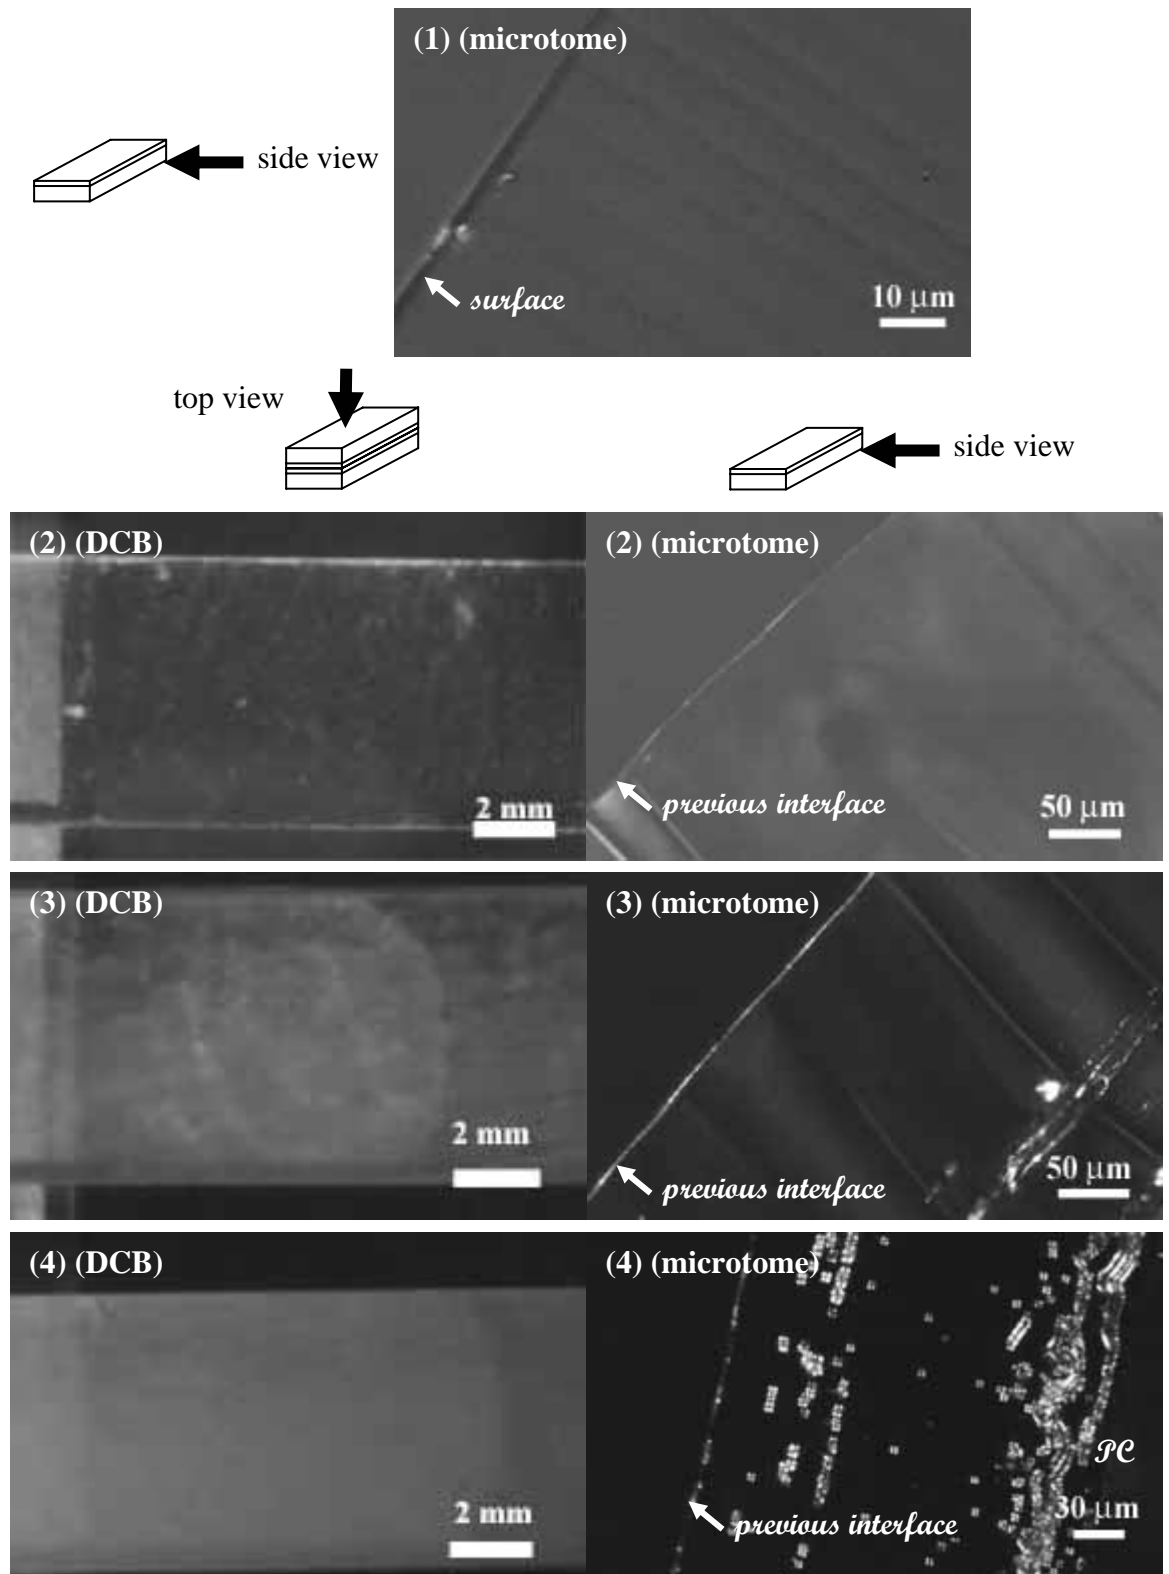 (1) (microtome)
side view
surface
10 μm
top view
side view
(2) (DCB)
2 mm
(2) (microtome)
previous interface
50 μm
(3) (DCB)
2 mm
(3) (microtome)
previous interface
50 μm
(4) (DCB)
2 mm
(4) (microtome)
PC
previous interface
30 μm